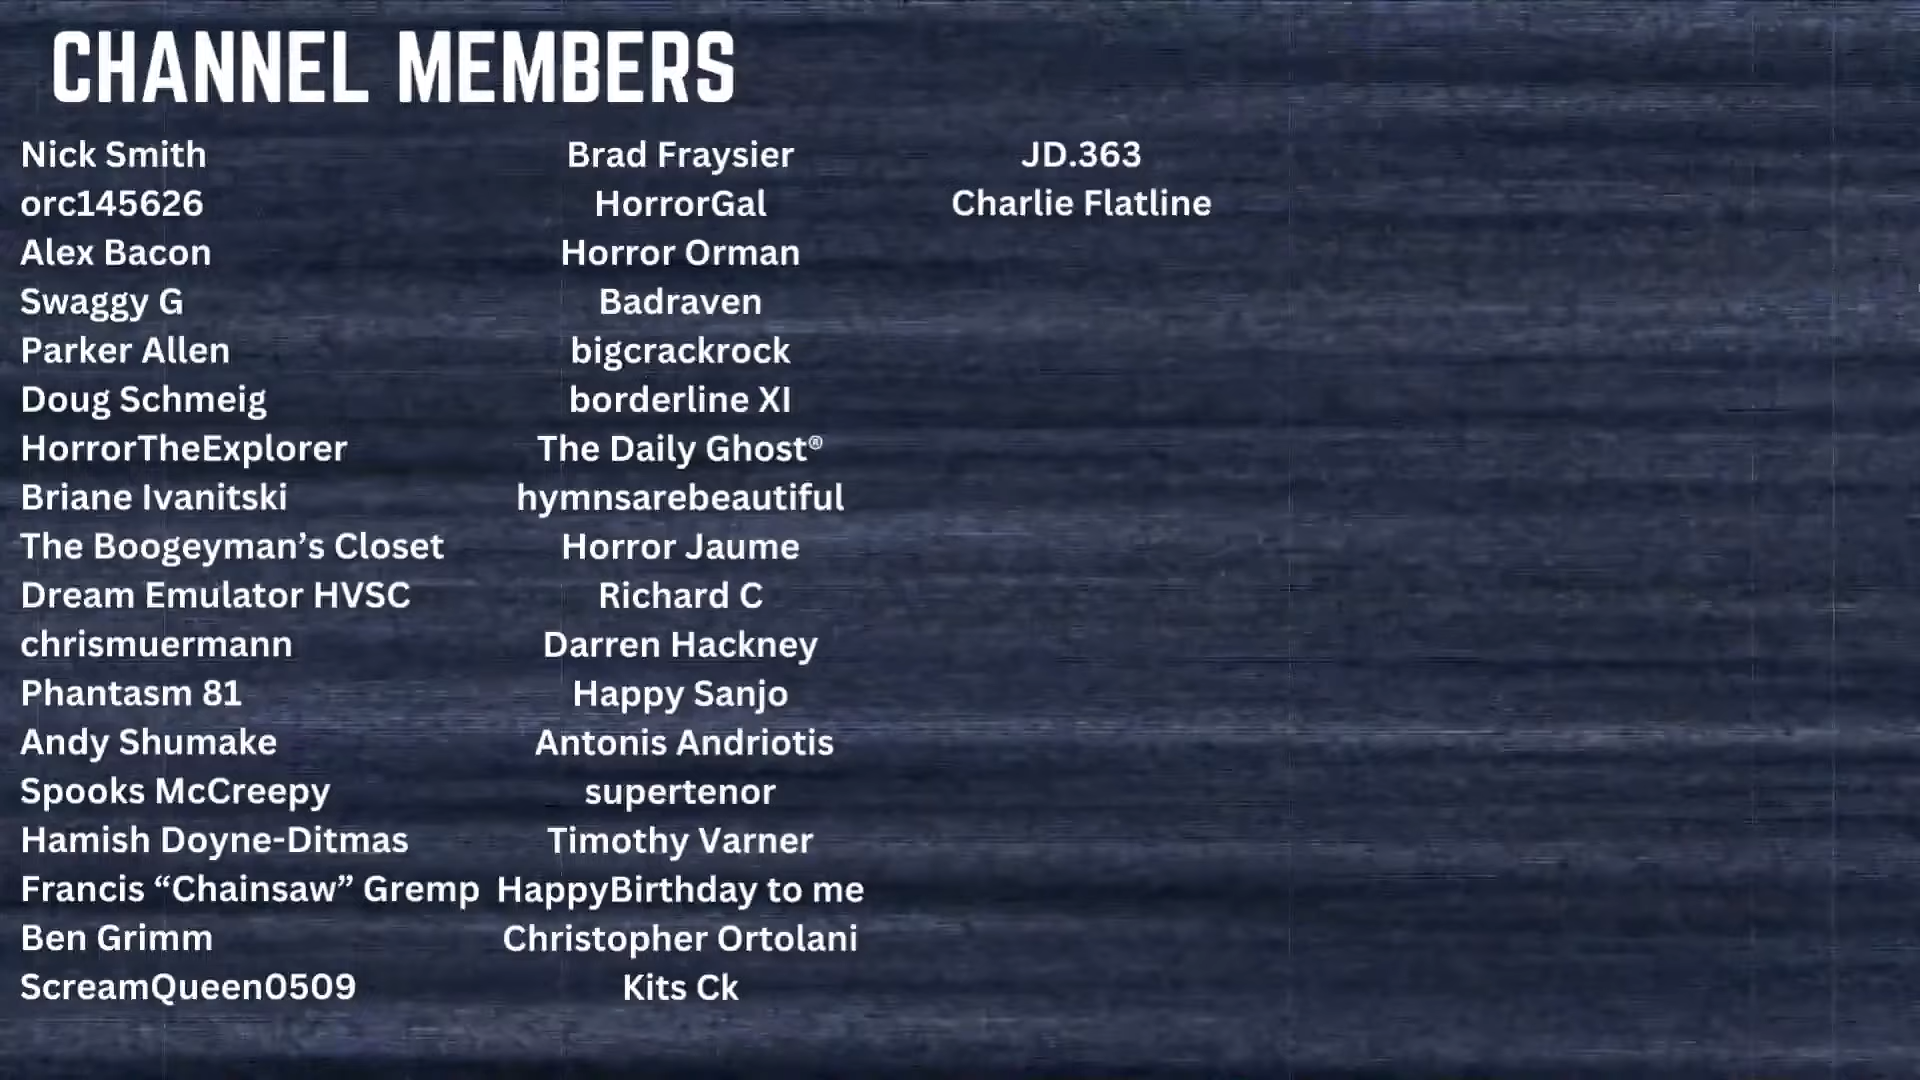 CHANNEL MEMBERS
Nick Smith
orc145626
Alex Bacon
Swaggy G
Parker Allen
Doug Schmeig
HorrorTheExplorer
Briane Ivanitski
The Boogeyman’s Closet
Dream Emulator HVSC
chrismuermann
Phantasm 81
Andy Shumake
Spooks McCreepy
Hamish Doyne-Ditmas
Francis “Chainsaw” Gremp
Ben Grimm
ScreamQueen0509
Brad Fraysier
HorrorGal
Horror Orman
Badraven
bigcrackrock
borderline XI
The Daily Ghost®
hymnsarebeautiful
Horror Jaume
Richard C
Darren Hackney
Happy Sanjo
Antonis Andriotis
supertenor
Timothy Varner
HappyBirthday to me
Christopher Ortolani
Kits Ck
JD.363
Charlie Flatline